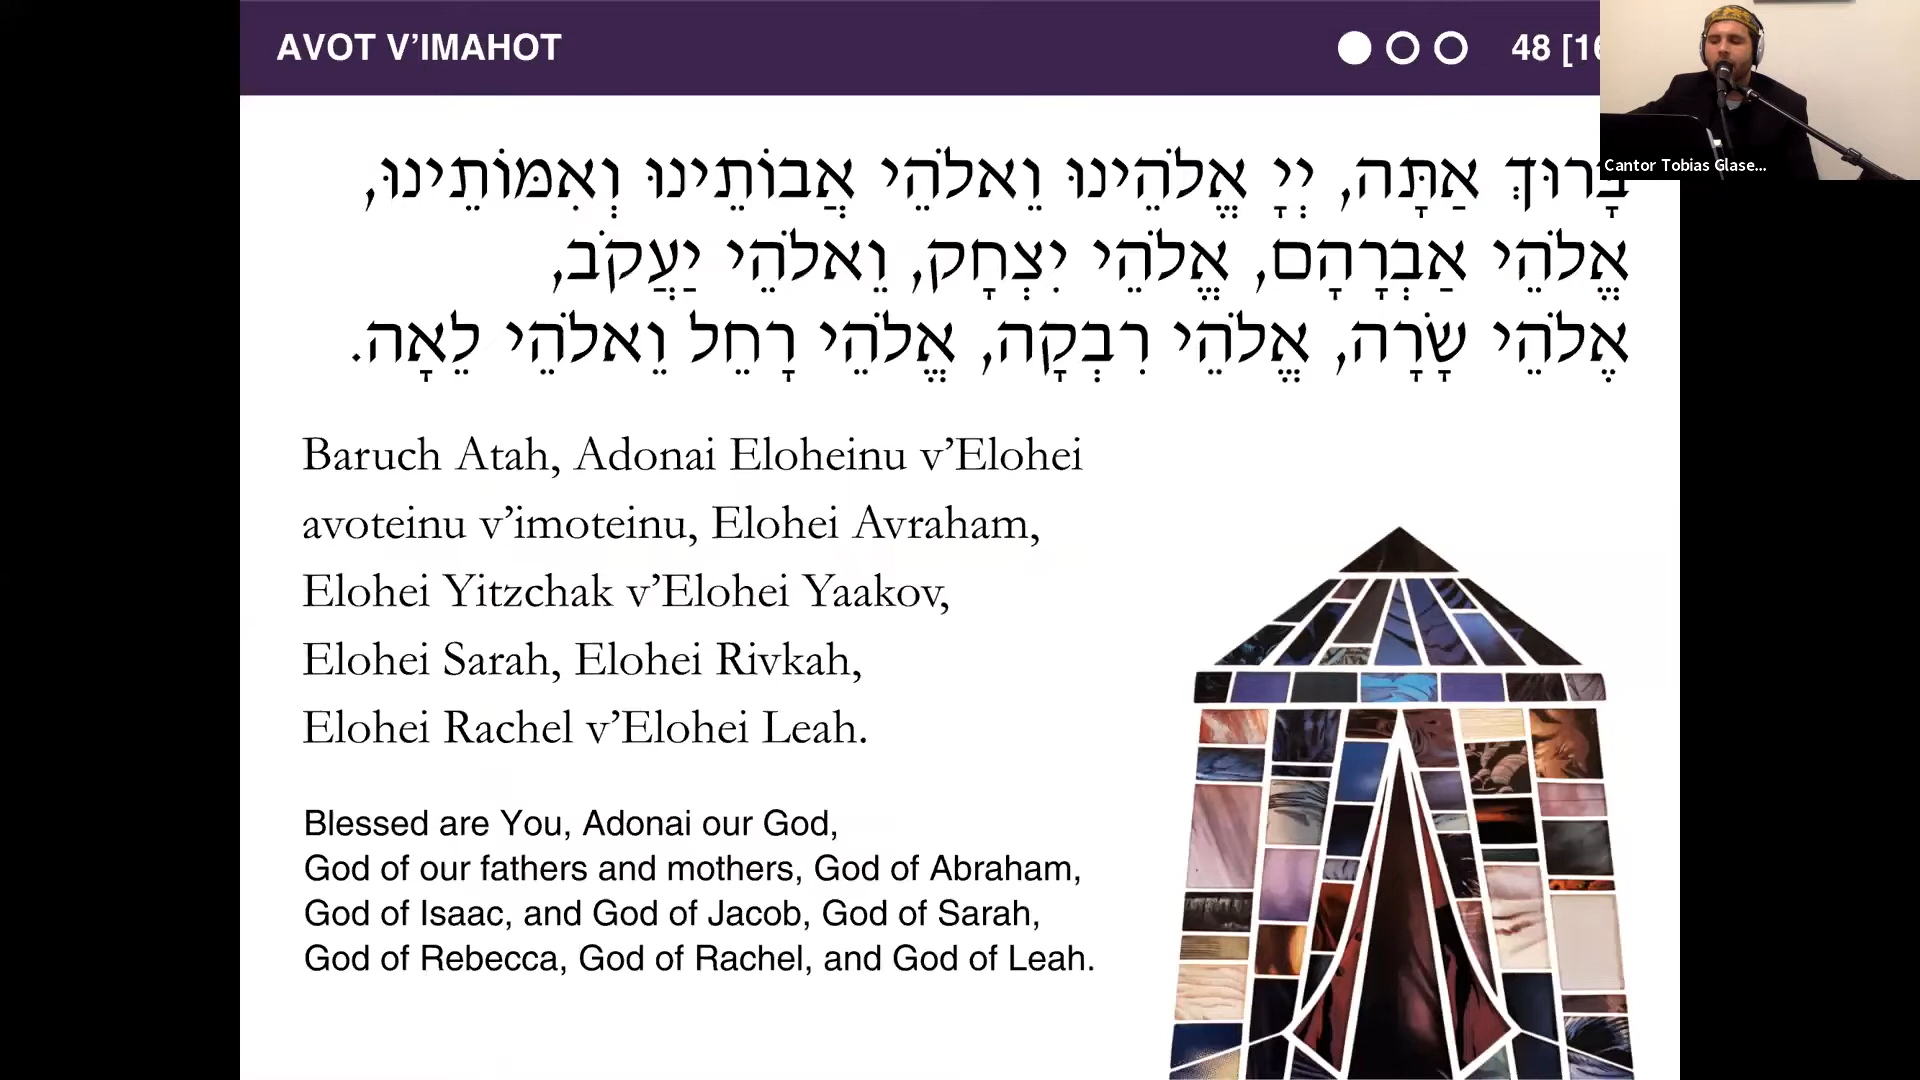 AVOT V’IMAHOT
48 [16
Cantor Tobias Glase...
בָּרוּךְ אַתָּה, יְיָ אֱלֹהֵינוּ וֵאלֹהֵי אֲבוֹתֵינוּ וְאִמּוֹתֵינוּ,
אֱלֹהֵי אַבְרָהָם, אֱלֹהֵי יִצְחָק, וֵאלֹהֵי יַעֲקֹב,
אֶלֹהֵי שָׂרָה, אֱלֹהֵי רִבְקָה, אֱלֹהֵי רָחֵל וֵאלֹהֵי לֵאָה.
Baruch Atah, Adonai Eloheinu v’Elohei
avoteinu v’imoteinu, Elohei Avraham,
Elohei Yitzchak v’Elohei Yaakov,
Elohei Sarah, Elohei Rivkah,
Elohei Rachel v’Elohei Leah.
Blessed are You, Adonai our God,
God of our fathers and mothers, God of Abraham,
God of Isaac, and God of Jacob, God of Sarah,
God of Rebecca, God of Rachel, and God of Leah.